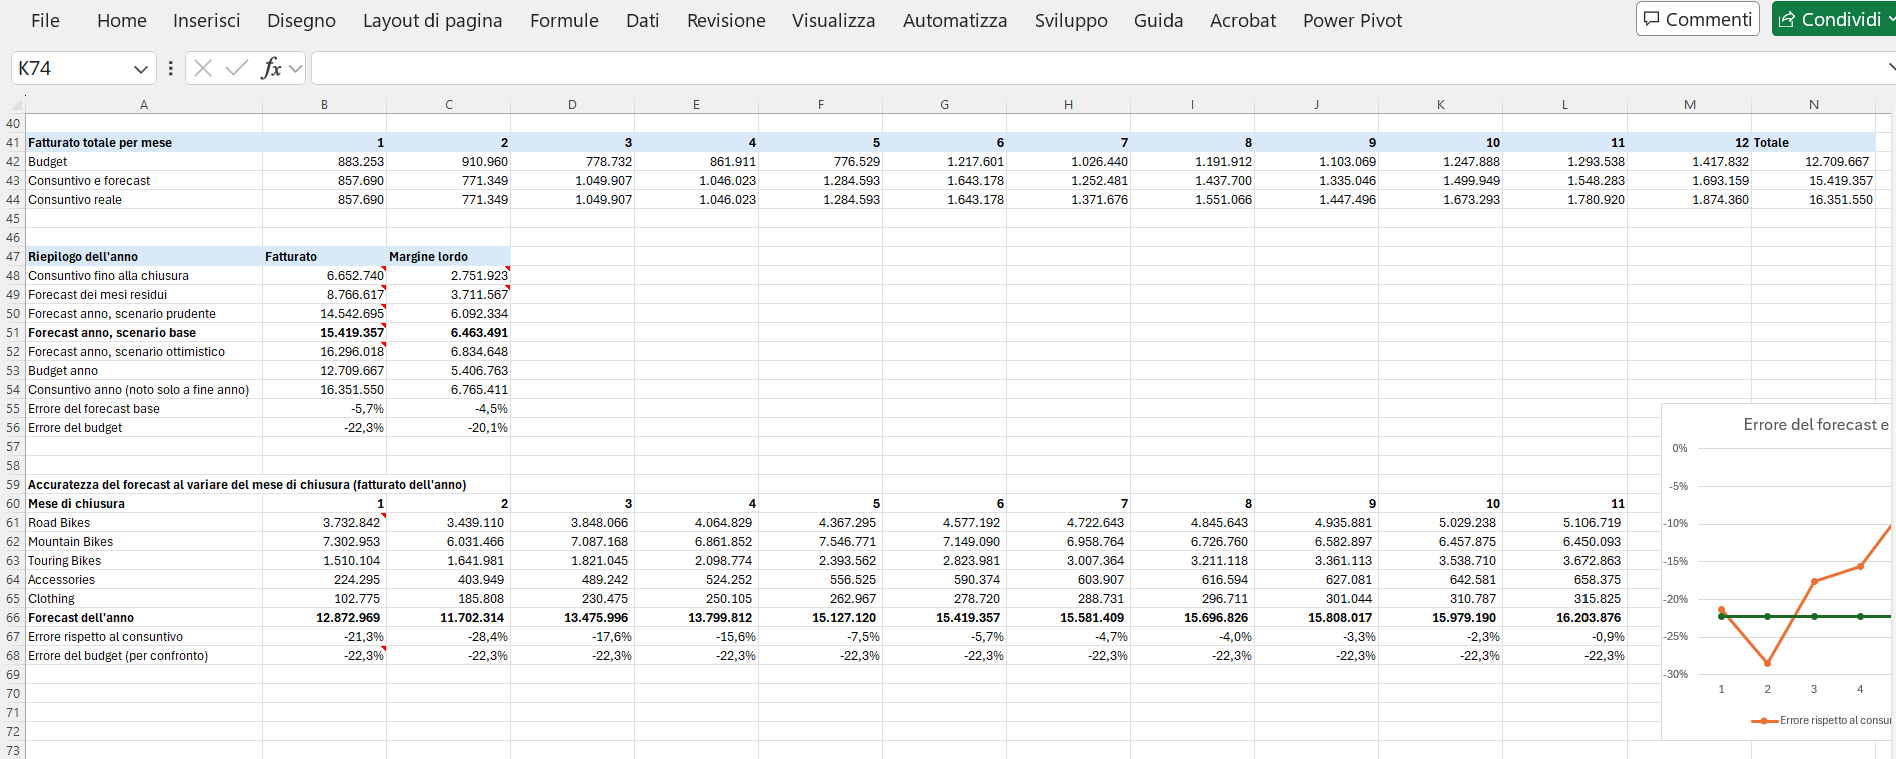 File Home Inserisci Disegno Layout di pagina Formule Dati Revisione Visualizza Automatizza Sviluppo Guida Acrobat Power Pivot Commenti Condividi
K74 fx
A B C D E F G H I J K L M N
40
41 Fatturato totale per mese 1 2 3 4 5 6 7 8 9 10 11 12 Totale
42 Budget 883.253 910.960 778.732 861.911 776.529 1.217.601 1.026.440 1.191.912 1.103.069 1.247.888 1.293.538 1.417.832 12.709.667
43 Consuntivo e forecast 857.690 771.349 1.049.907 1.046.023 1.284.593 1.643.178 1.252.481 1.437.700 1.335.046 1.499.949 1.548.283 1.693.159 15.419.357
44 Consuntivo reale 857.690 771.349 1.049.907 1.046.023 1.284.593 1.643.178 1.371.676 1.551.066 1.447.496 1.673.293 1.780.920 1.874.360 16.351.550
45
46
47 Riepilogo dell'anno Fatturato Margine lordo
48 Consuntivo fino alla chiusura 6.652.740 2.751.923
49 Forecast dei mesi residui 8.766.617 3.711.567
50 Forecast anno, scenario prudente 14.542.695 6.092.334
51 Forecast anno, scenario base 15.419.357 6.463.491
52 Forecast anno, scenario ottimistico 16.296.018 6.834.648
53 Budget anno 12.709.667 5.406.763
54 Consuntivo anno (noto solo a fine anno) 16.351.550 6.765.411
55 Errore del forecast base -5,7% -4,5%
56 Errore del budget -22,3% -20,1%
57
58
59 Accuratezza del forecast al variare del mese di chiusura (fatturato dell'anno)
60 Mese di chiusura 1 2 3 4 5 6 7 8 9 10 11
61 Road Bikes 3.732.842 3.439.110 3.848.066 4.064.829 4.367.295 4.577.192 4.722.643 4.845.643 4.935.881 5.029.238 5.106.719
62 Mountain Bikes 7.302.953 6.031.466 7.087.168 6.861.852 7.546.771 7.149.090 6.958.764 6.726.760 6.582.897 6.457.875 6.450.093
63 Touring Bikes 1.510.104 1.641.981 1.821.045 2.098.774 2.393.562 2.823.981 3.007.364 3.211.118 3.361.113 3.538.710 3.672.863
64 Accessories 224.295 403.949 489.242 524.252 556.525 590.374 603.907 616.594 627.081 642.581 658.375
65 Clothing 102.775 185.808 230.475 250.105 262.967 278.720 288.731 296.711 301.044 310.787 315.825
66 Forecast dell'anno 12.872.969 11.702.314 13.475.996 13.799.812 15.127.120 15.419.357 15.581.409 15.696.826 15.808.017 15.979.190 16.203.876
67 Errore rispetto al consuntivo -21,3% -28,4% -17,6% -15,6% -7,5% -5,7% -4,7% -4,0% -3,3% -2,3% -0,9%
68 Errore del budget (per confronto) -22,3% -22,3% -22,3% -22,3% -22,3% -22,3% -22,3% -22,3% -22,3% -22,3% -22,3%
69
70
71
72
73
Errore del forecast e
0%
-5%
-10%
-15%
-20%
-25%
-30%
1 2 3 4
Errore rispetto al consu